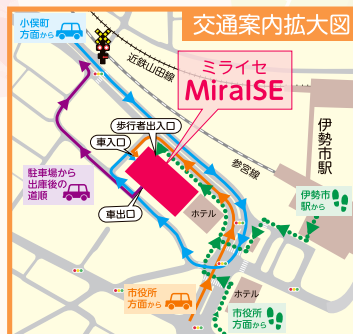 交通案内拡大図
小俣町
方面から
近鉄山田線
ミライセ
MiraISE
歩行者出入口
車入口
参宮線
伊勢市駅
駐車場から
出庫後の
道順
車出口
ホテル
伊勢市
駅から
市役所
方面から
ホテル
市役所
方面から